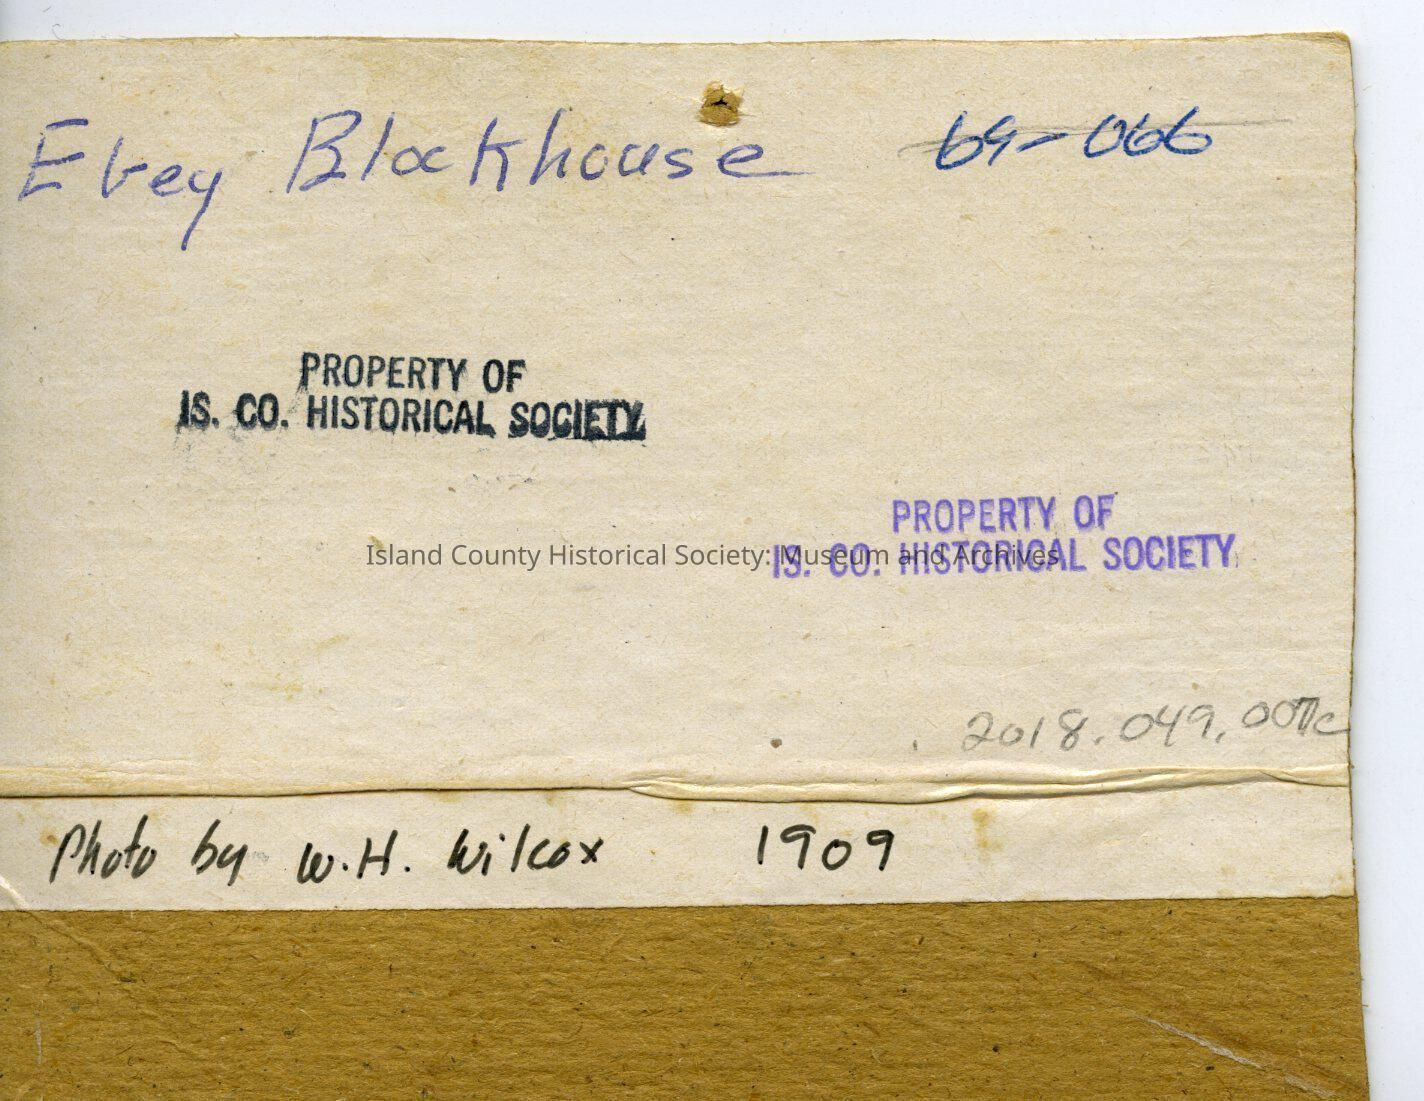 Ebey Blockhouse
69-066
PROPERTY OF
IS. CO. HISTORICAL SOCIETY
PROPERTY OF
IS. CO. HISTORICAL SOCIETY
Island County Historical Society: Museum and Archives
2018.049.007c
Photo by W.H. Wilcox 1909